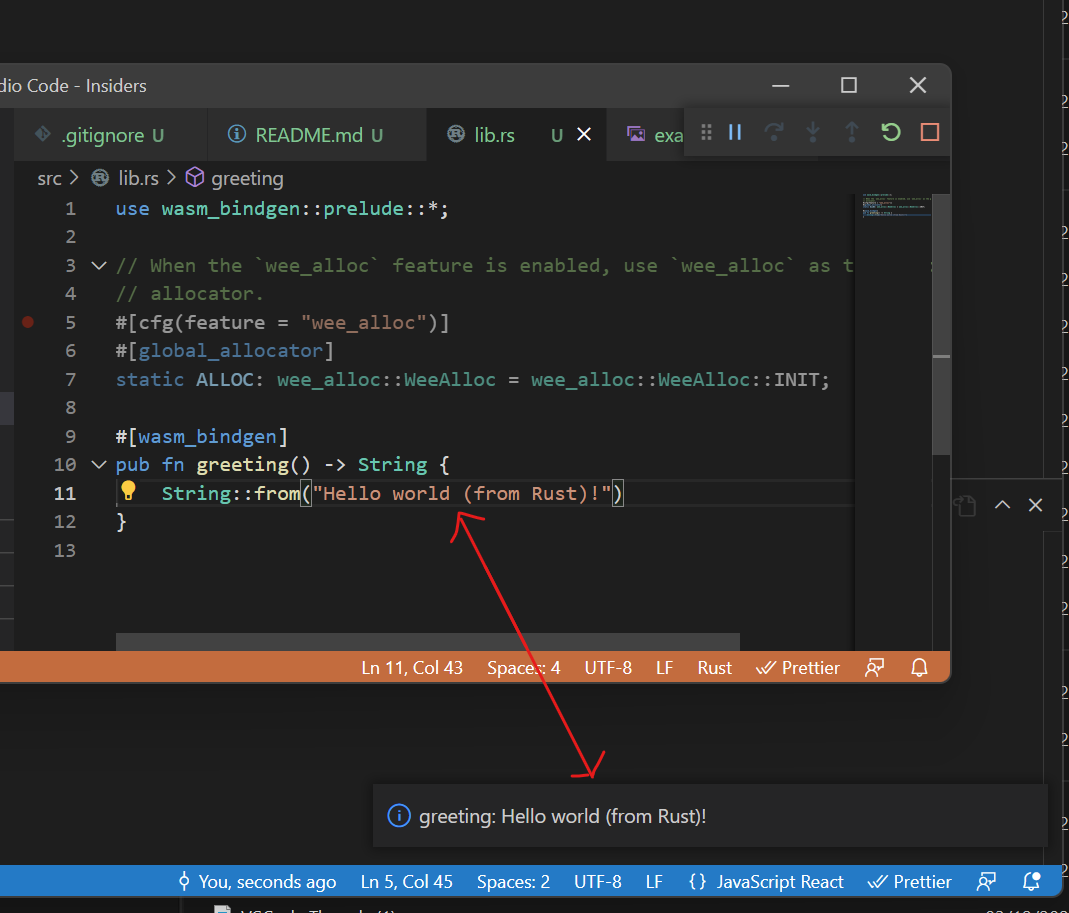 dio Code - Insiders
.gitignore U README.md U lib.rs U exa
src > lib.rs > greeting
1 use wasm_bindgen::prelude::*;
2
3 // When the `wee_alloc` feature is enabled, use `wee_alloc` as t
4 // allocator.
5 #[cfg(feature = "wee_alloc")]
6 #[global_allocator]
7 static ALLOC: wee_alloc::WeeAlloc = wee_alloc::WeeAlloc::INIT;
8
9 #[wasm_bindgen]
10 pub fn greeting() -> String {
11 String::from("Hello world (from Rust)!")
12 }
13
Ln 11, Col 43 Spaces: 4 UTF-8 LF Rust Prettier
greeting: Hello world (from Rust)!
You, seconds ago Ln 5, Col 45 Spaces: 2 UTF-8 LF {} JavaScript React Prettier